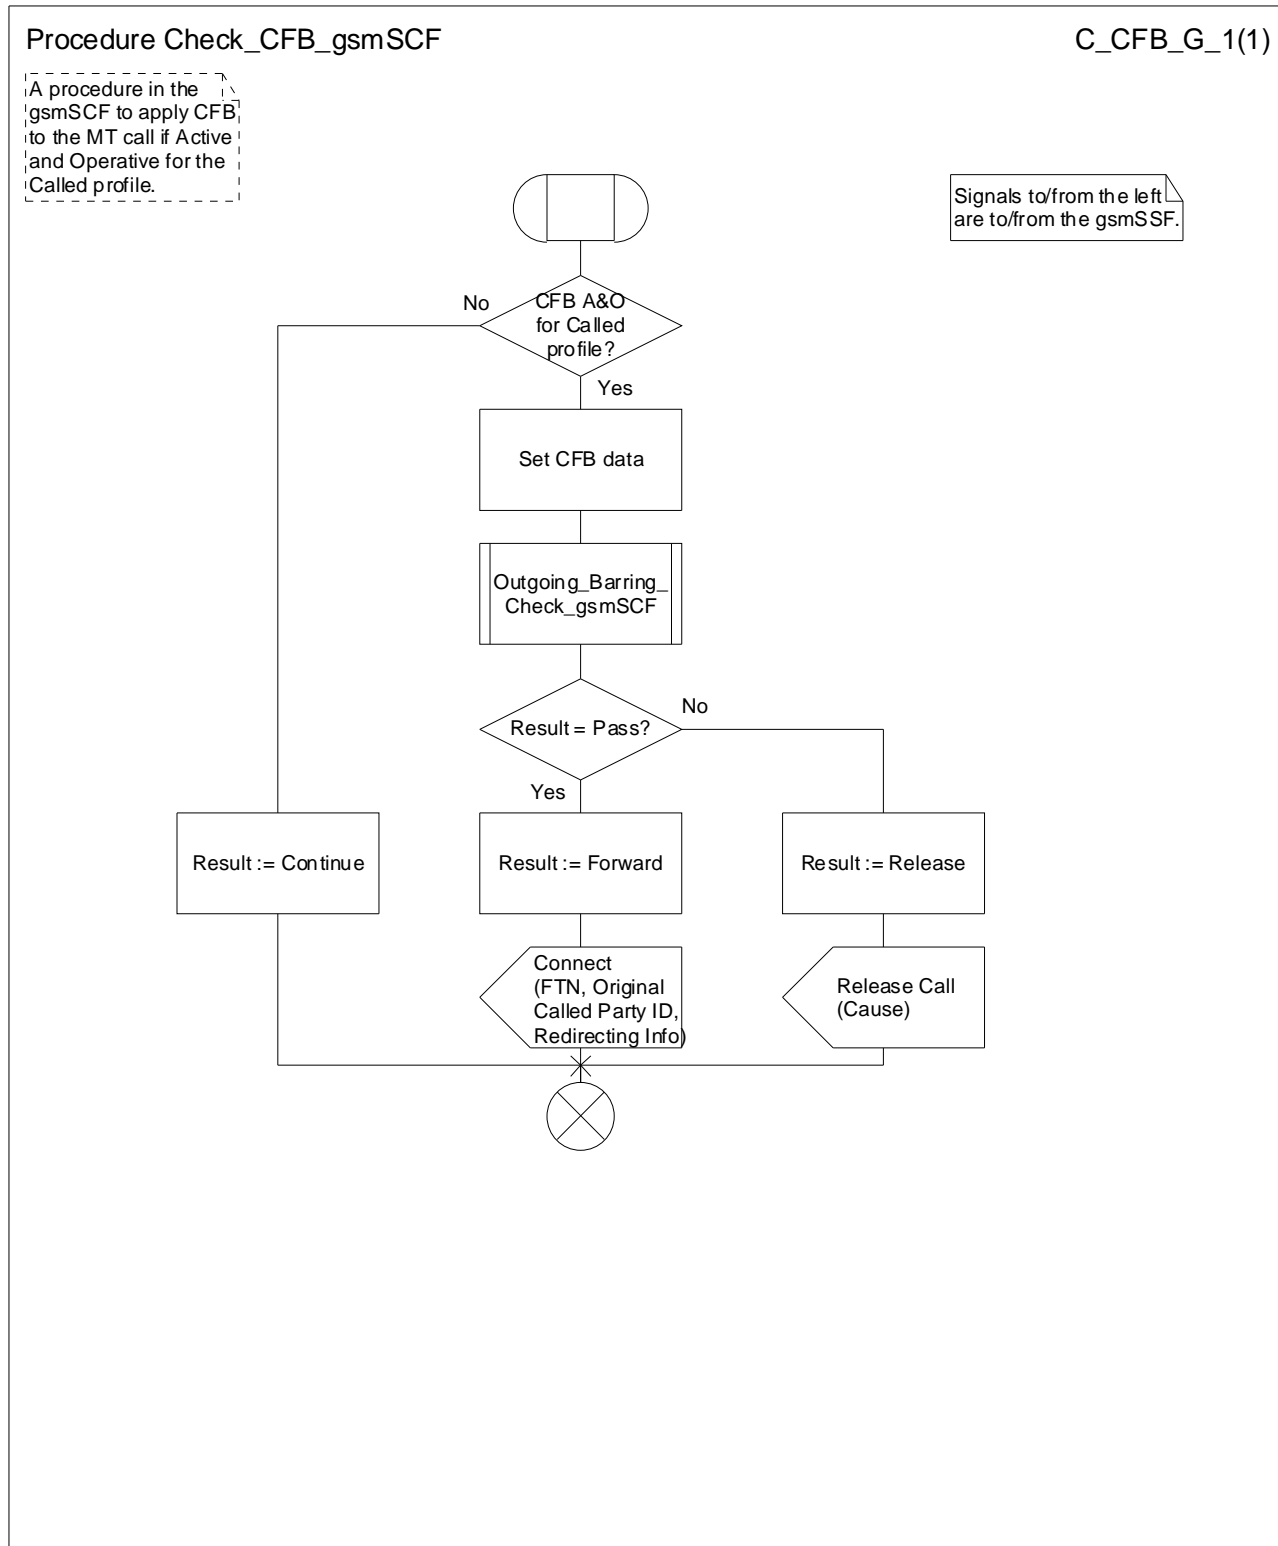 Procedure Check_CFB_gsmSCF
C_CFB_G_1(1)
A procedure in the
gsmSCF to apply CFB
to the MT call if Active
and Operative for the
Called profile.
Signals to/from the left
are to/from the gsmSSF.
No
CFB A&O
for Called
profile?
Yes
Set CFB data
Outgoing_Barring_
Check_gsmSCF
Result = Pass?
No
Yes
Result := Continue
Result := Forward
Result := Release
Connect
(FTN, Original
Called Party ID,
Redirecting Info)
Release Call
(Cause)